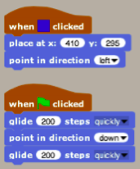 when clicked
place at x: 410 y: 295
point in direction left
when clicked
glide 200 steps quickly
point in direction down
glide 200 steps quickly